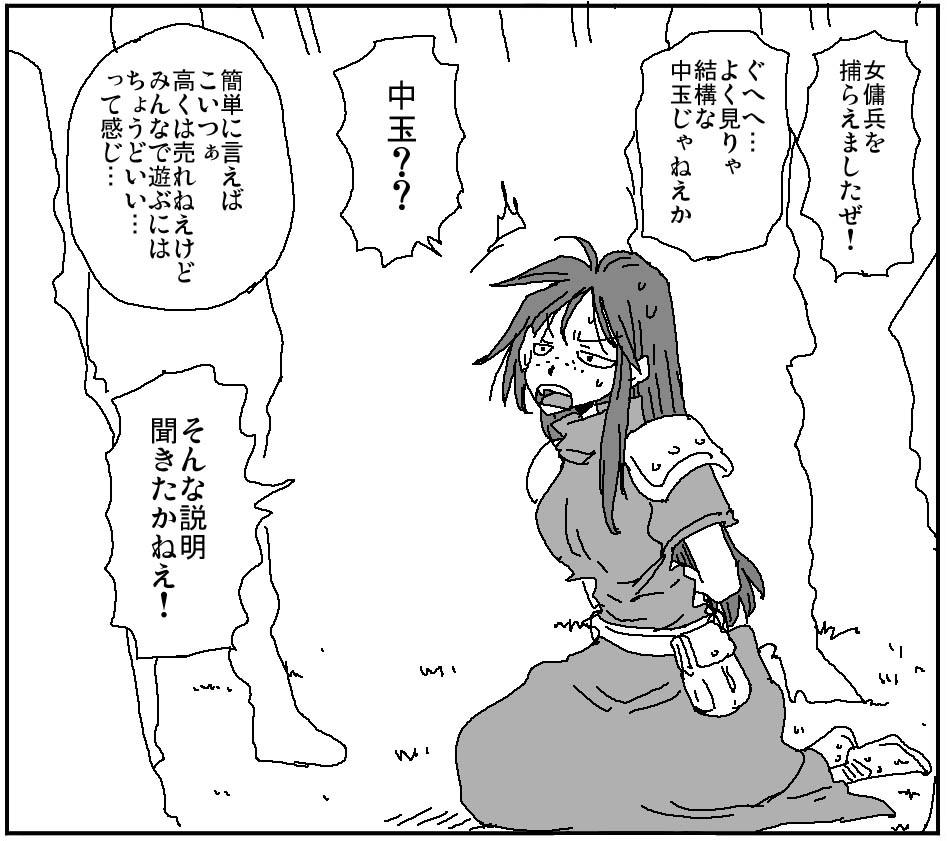 女傭兵を
捕らえましたぜ！
ぐへへ…
よく見りゃ
結構な
中玉じゃねえか
中玉？？
簡単に言えば
こいつぁ
高くは売れねえけど
みんなで遊ぶには
ちょうどいい…
って感じ…
そんな説明
聞きたかねえ！